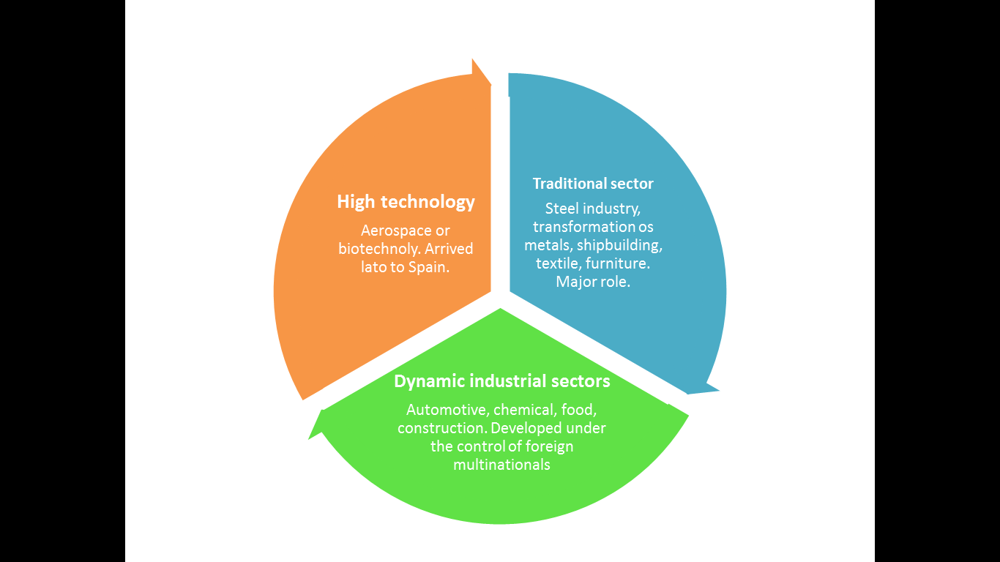 High technology
Aerospace or
biotechnoly. Arrived
lato to Spain.
Traditional sector
Steel industry,
transformation os
metals, shipbuilding,
textile, furniture.
Major role.
Dynamic industrial sectors
Automotive, chemical, food,
construction. Developed under
the control of foreign
multinationals